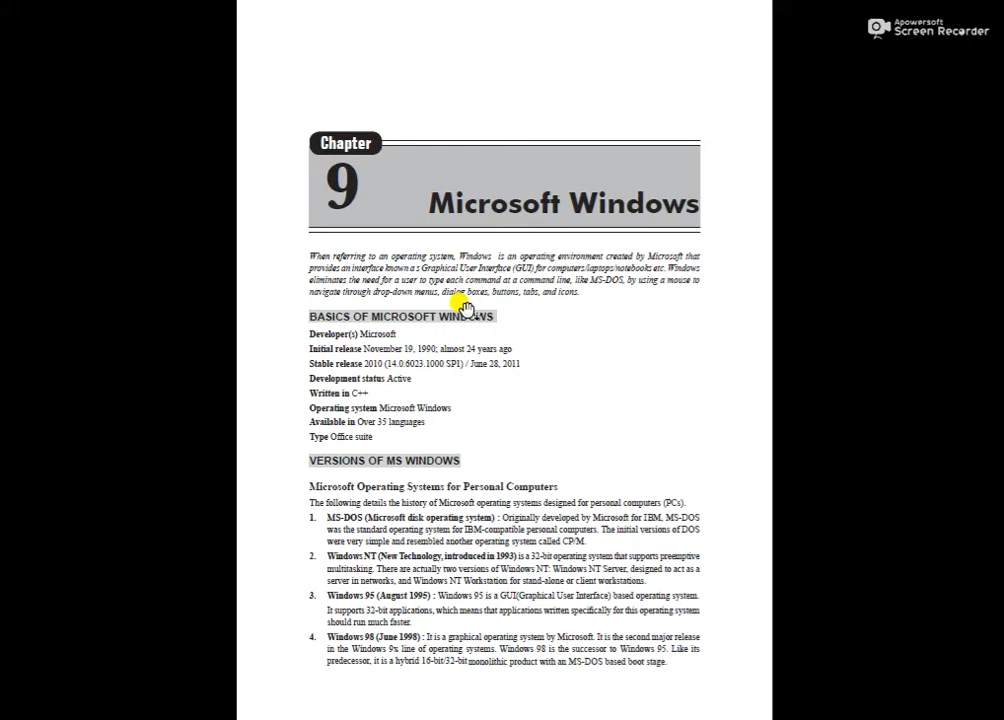 Apowersoft
Screen Recorder
Chapter
9
Microsoft Windows
When referring to an operating system, Windows is an operating environment created by Microsoft that
provides an interface known a s Graphical User Interface (GUI) for computers/laptops/notebooks etc. Windows
eliminates the need for a user to type each command at a command line, like MS-DOS, by using a mouse to
navigate through drop-down menus, dialog boxes, buttons, tabs, and icons.
BASICS OF MICROSOFT WINDOWS
Developer(s) Microsoft
Initial release November 19, 1990; almost 24 years ago
Stable release 2010 (14.0.6023.1000 SP1) / June 28, 2011
Development status Active
Written in C++
Operating system Microsoft Windows
Available in Over 35 languages
Type Office suite
VERSIONS OF MS WINDOWS
Microsoft Operating Systems for Personal Computers
The following details the history of Microsoft operating systems designed for personal computers (PCs).
1. MS-DOS (Microsoft disk operating system) : Originally developed by Microsoft for IBM, MS-DOS
was the standard operating system for IBM-compatible personal computers. The initial versions of DOS
were very simple and resembled another operating system called CP/M.
2. Windows NT (New Technology, introduced in 1993) is a 32-bit operating system that supports preemptive
multitasking. There are actually two versions of Windows NT: Windows NT Server, designed to act as a
server in networks, and Windows NT Workstation for stand-alone or client workstations.
3. Windows 95 (August 1995) : Windows 95 is a GUI(Graphical User Interface) based operating system.
It supports 32-bit applications, which means that applications written specifically for this operating system
should run much faster.
4. Windows 98 (June 1998) : It is a graphical operating system by Microsoft. It is the second major release
in the Windows 9x line of operating systems. Windows 98 is the successor to Windows 95. Like its
predecessor, it is a hybrid 16-bit/32-bit monolithic product with an MS-DOS based boot stage.